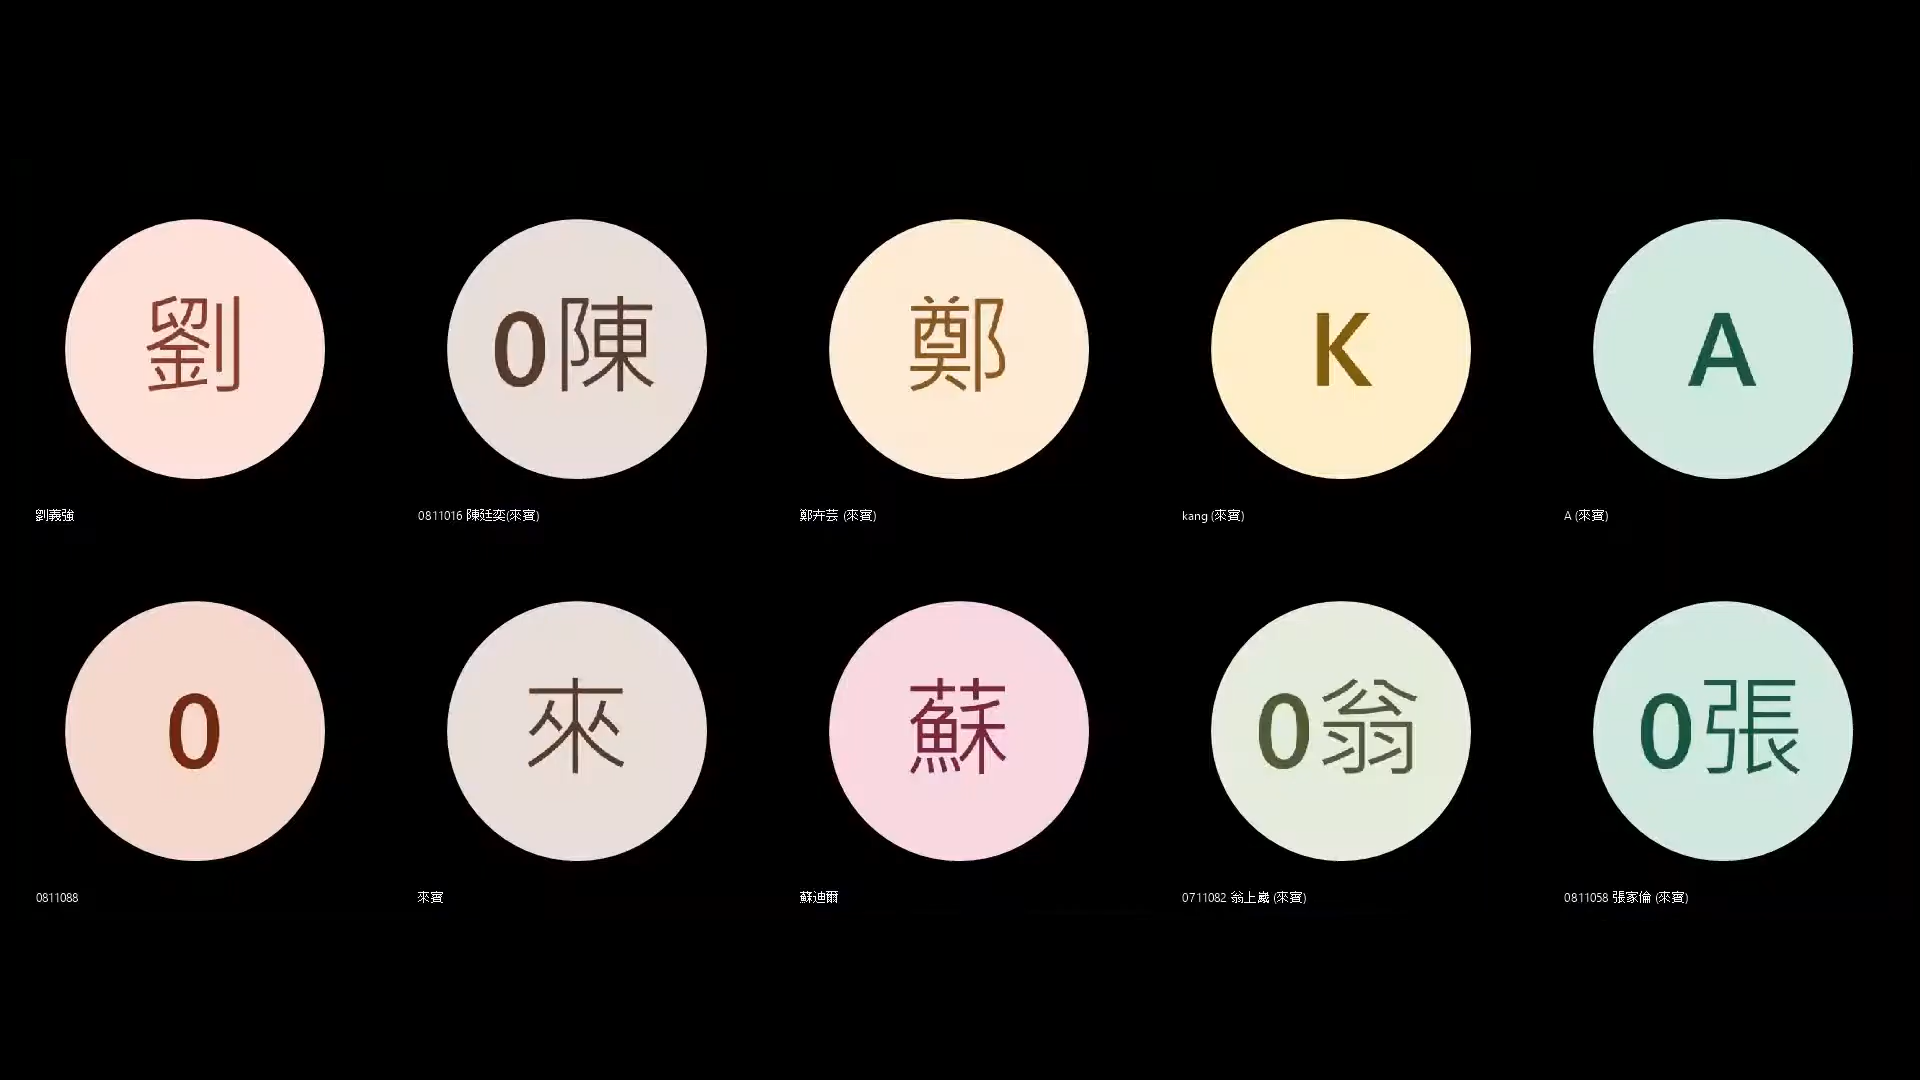 劉
0陳
鄭
K
A
劉義強
0811016 陳廷奕(來賓)
鄭卉芸 (來賓)
kang (來賓)
A (來賓)
0
來
蘇
0翁
0張
0811088
來賓
蘇迪爾
0711082 翁上崴 (來賓)
0811058 張家倫 (來賓)